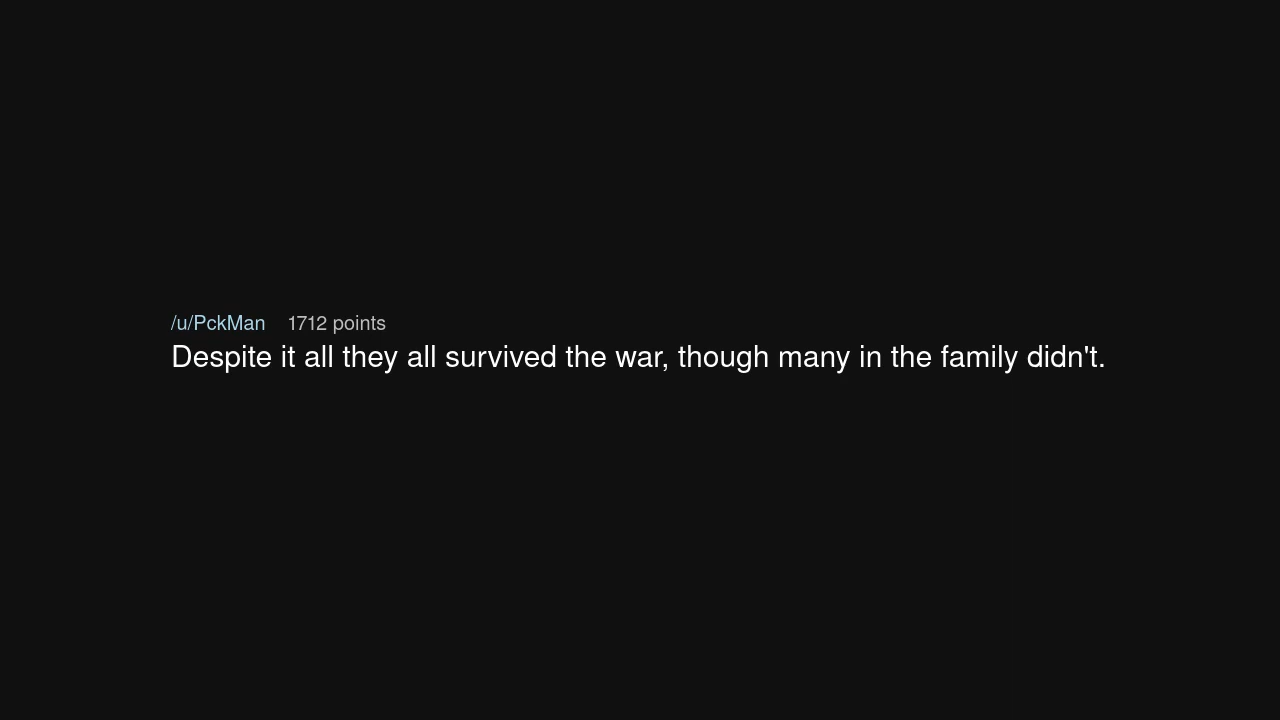 /u/PckMan 1712 points
Despite it all they all survived the war, though many in the family didn't.